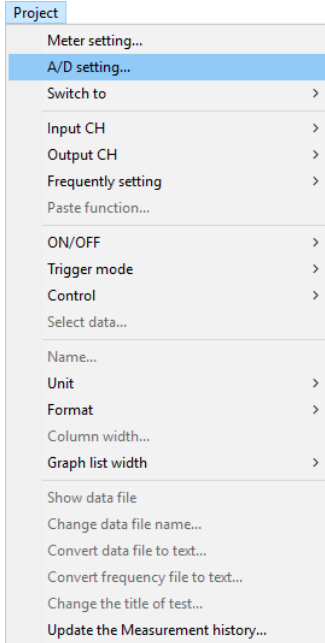 Project
Meter setting...
A/D setting...
Switch to
Input CH
Output CH
Frequently setting
Paste function...
ON/OFF
Trigger mode
Control
Select data...
Name...
Unit
Format
Column width...
Graph list width
Show data file
Change data file name...
Convert data file to text...
Convert frequency file to text...
Change the title of test...
Update the Measurement history...